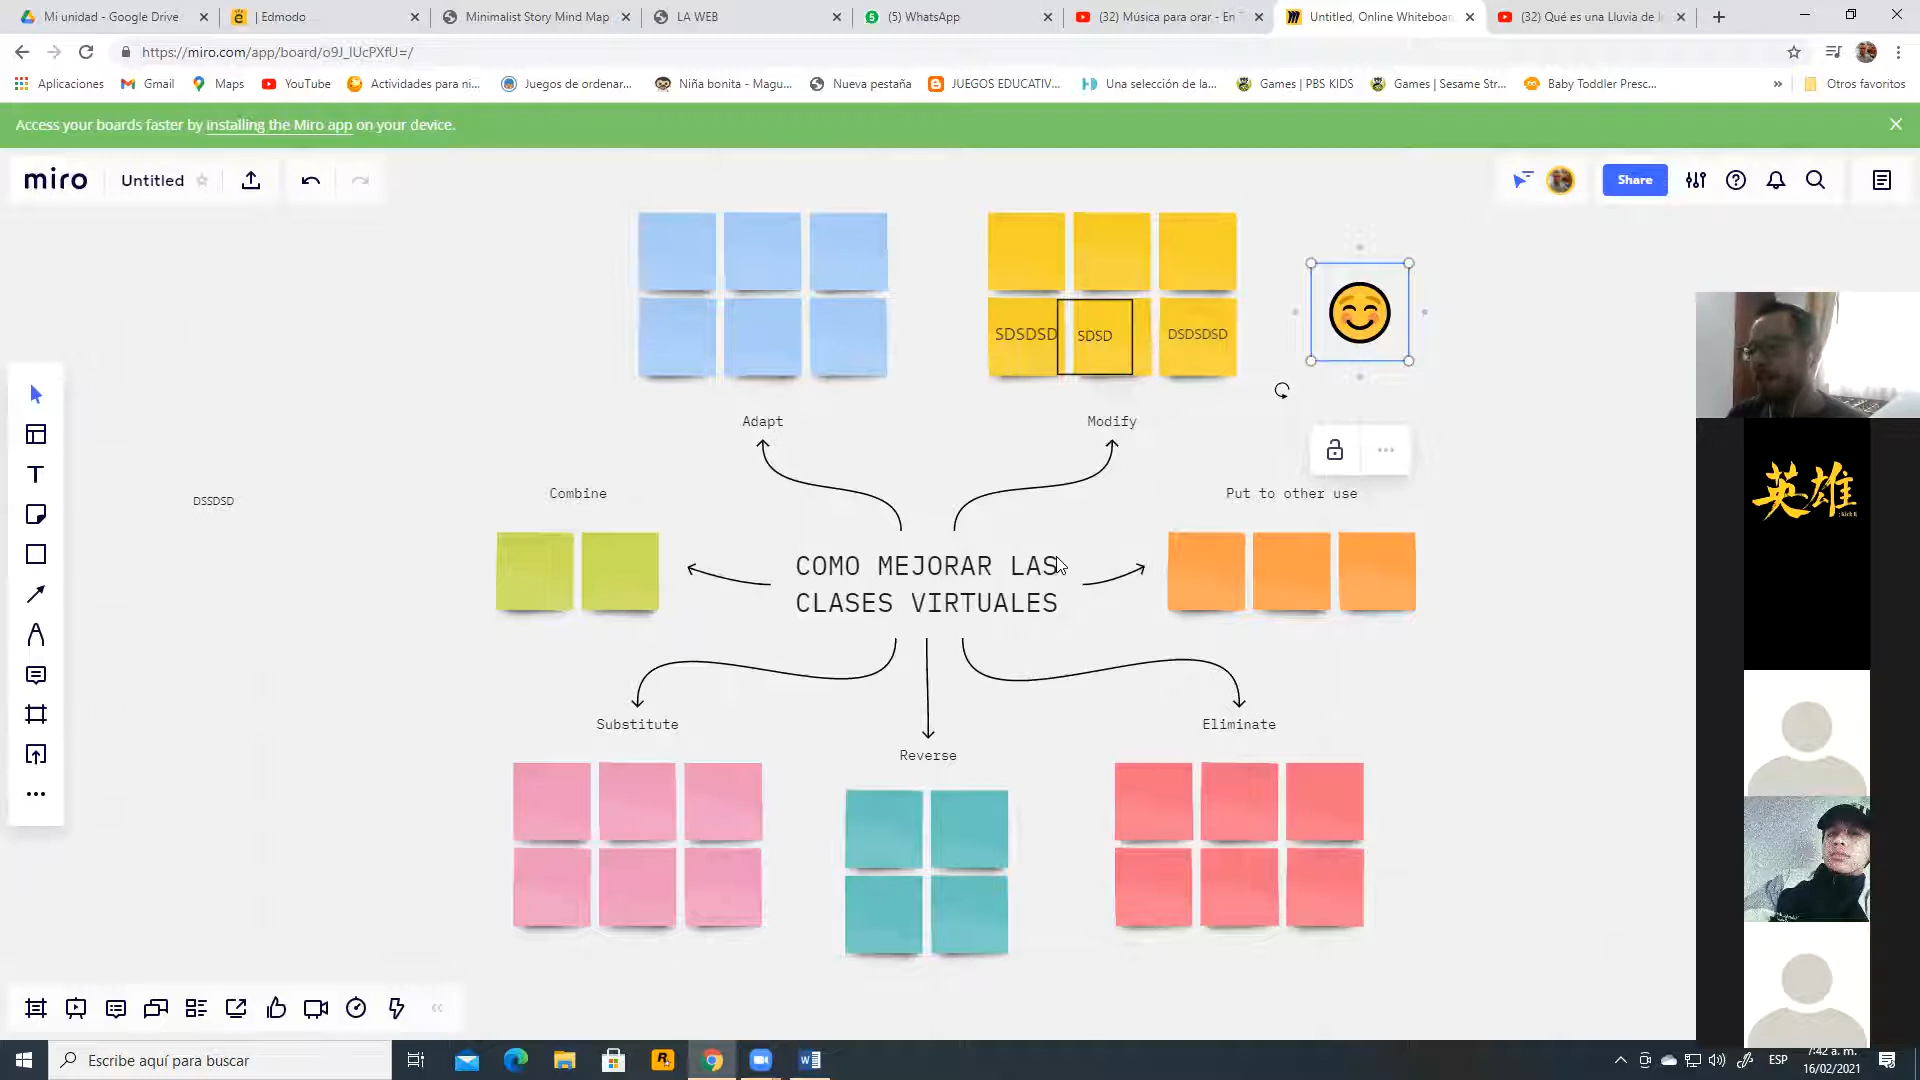 Mi unidad - Google Drive
| Edmodo
Minimalist Story Mind Map
LA WEB
(5) WhatsApp
(32) Música para orar - En
Untitled, Online Whiteboard
(32) Qué es una Lluvia de
https://miro.com/app/board/o9J_lUcPXfU=/
Aplicaciones
Gmail
Maps
YouTube
Actividades para ni...
Juegos de ordenar...
Niña bonita - Magu...
Nueva pestaña
JUEGOS EDUCATIV...
Una selección de la...
Games | PBS KIDS
Games | Sesame Str...
Baby Toddler Presc...
»
Otros favoritos
Access your boards faster by installing the Miro app on your device.
miro
Untitled
Share
SDSDSD
SDSD
DSDSDSD
Adapt
Modify
Combine
Put to other use
DSSDSD
英雄
COMO MEJORAR LAS
CLASES VIRTUALES
Substitute
Eliminate
Reverse
Escribe aquí para buscar
ESP
7:42 a. m.
16/02/2021